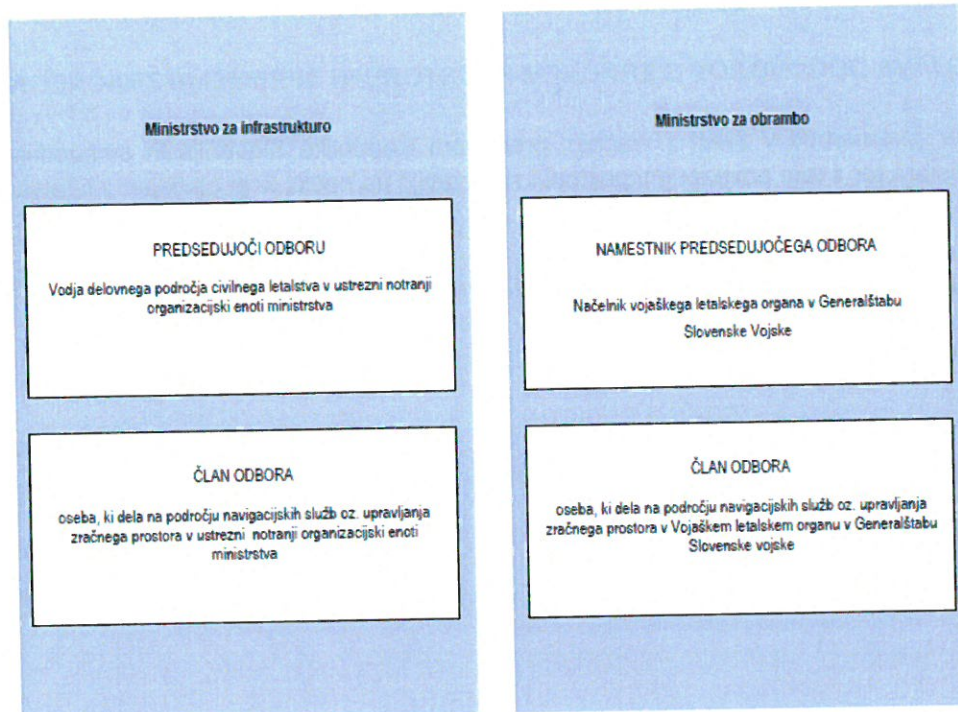 Ministrstvo za infrastrukturo
PREDSEDUJOČI ODBORU
Vodja delovnega področja civilnega letalstva v ustrezni notranji
organizacijski enoti ministrstva
ČLAN ODBORA
oseba, ki dela na področju navigacijskih služb oz. upravljanja
zračnega prostora v ustrezni notranji organizacijski enoti
ministrstva
Ministrstvo za obrambo
NAMESTNIK PREDSEDUJOČEGA ODBORA
Načelnik vojaškega letalskega organa v Generalštabu
Slovenske Vojske
ČLAN ODBORA
oseba, ki dela na področju navigacijskih služb oz. upravljanja
zračnega prostora v Vojaškem letalskem organu v Generalštabu
Slovenske vojske